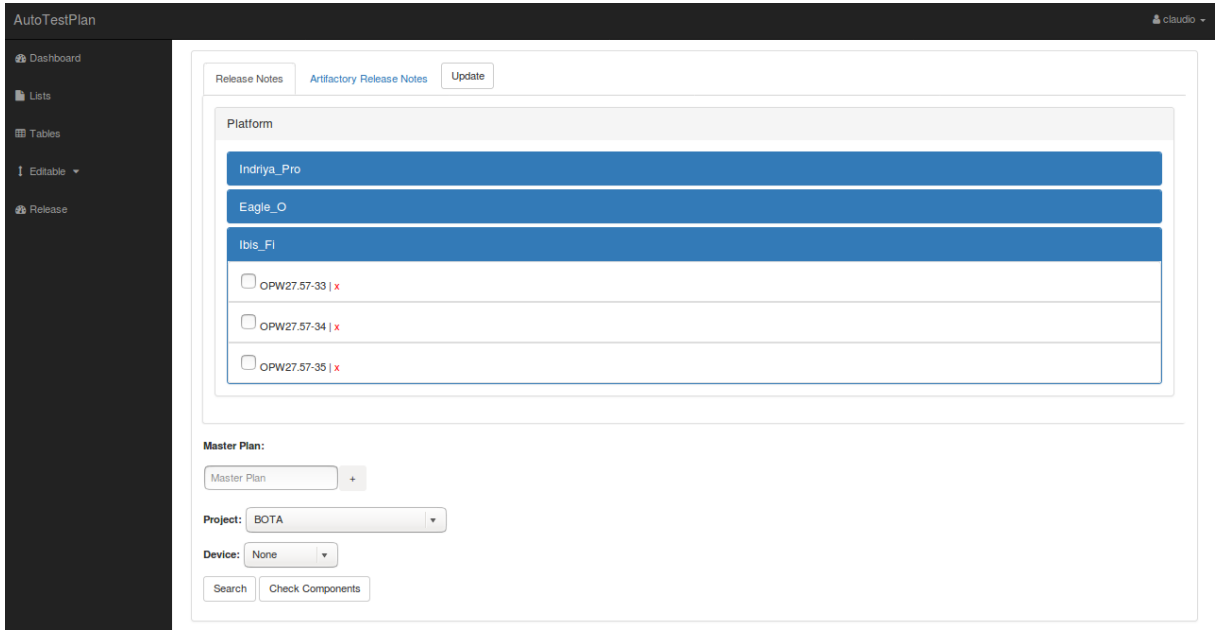 AutoTestPlan
claudio
Dashboard
Lists
Tables
Editable
Release
Release Notes
Artifactory Release Notes
Update
Platform
Indriya_Pro
Eagle_O
Ibis_Fi
OPW27.57-33 | x
OPW27.57-34 | x
OPW27.57-35 | x
Master Plan:
Master Plan +
Project: BOTA
Device: None
Search Check Components